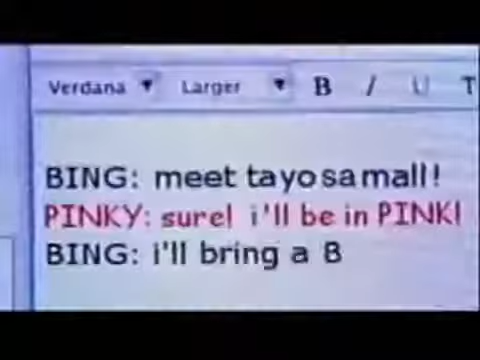 Verdana Larger B I U T
BING: meet tayo sa mall!
PINKY: sure! i'll be in PINK!
BING: i'll bring a B